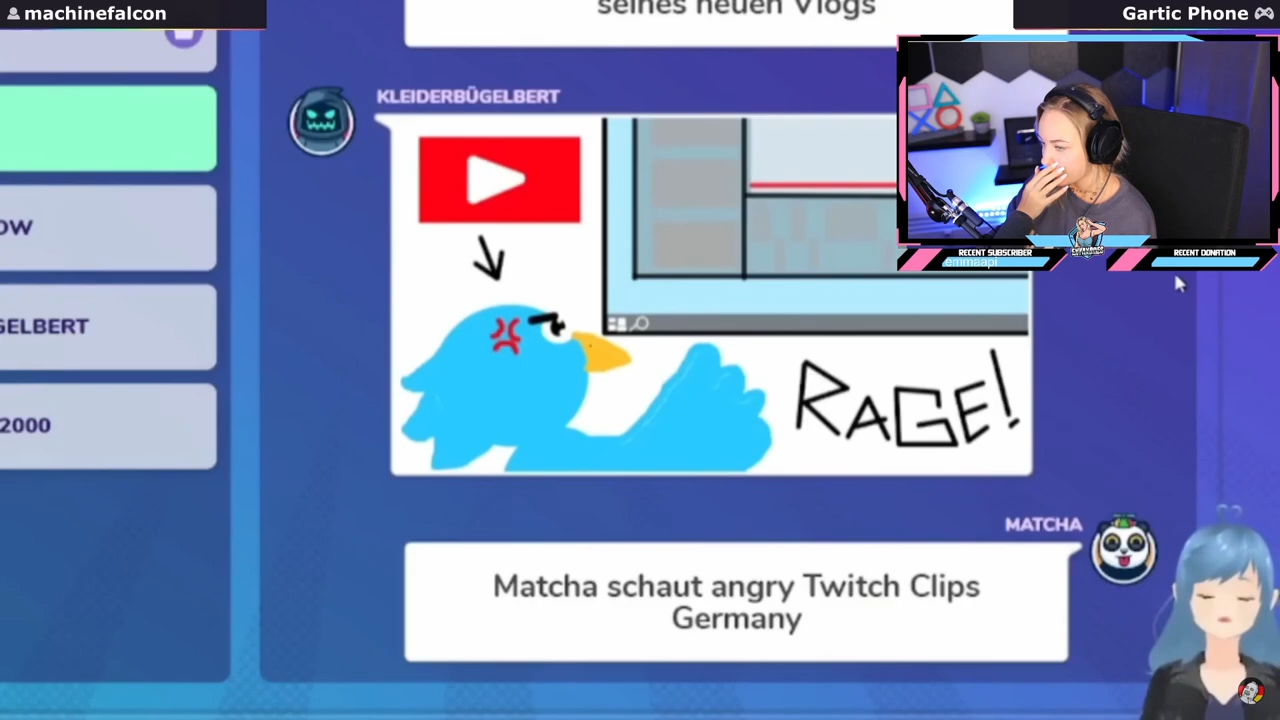 machinefalcon
Gartic Phone
seines neuen Vlogs
KLEIDERBÜGELBERT
RECENT SUBSCRIBER
RECENT DONATION
emmaapi
OW
GELBERT
RAGE!
2000
MATCHA
Matcha schaut angry Twitch Clips
Germany